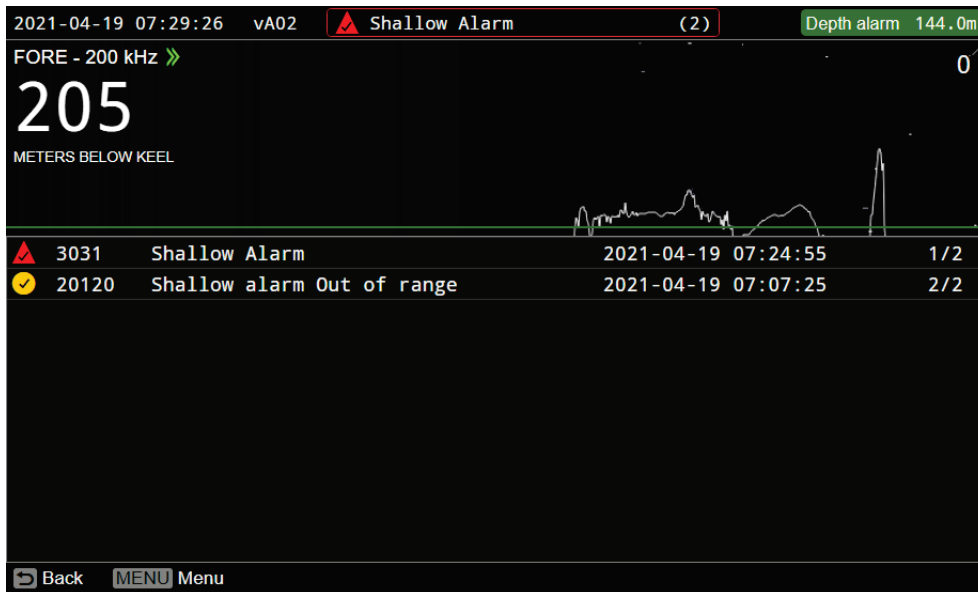 2021-04-19 07:29:26 vA02 Shallow Alarm (2) Depth alarm 144.0m
FORE - 200 kHz
0
205
METERS BELOW KEEL
3031 Shallow Alarm 2021-04-19 07:24:55 1/2
20120 Shallow alarm Out of range 2021-04-19 07:07:25 2/2
Back MENU Menu